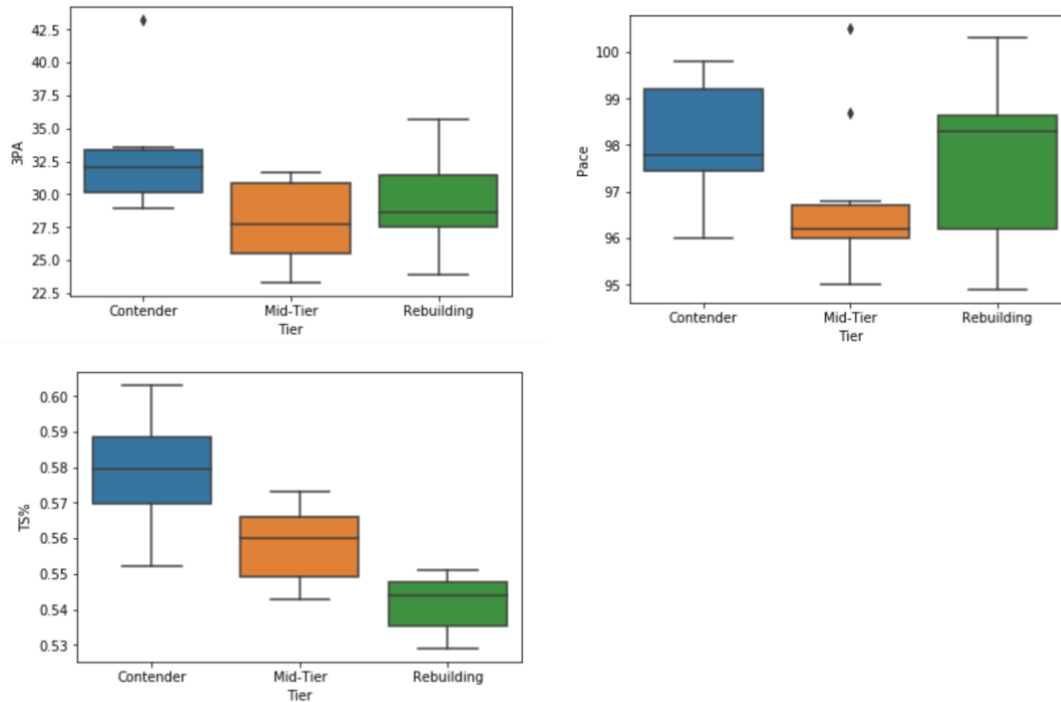 3PA
42.5
40.0
37.5
35.0
32.5
30.0
27.5
25.0
22.5
Contender Mid-Tier Rebuilding
Tier
Pace
100
99
98
97
96
95
Contender Mid-Tier Rebuilding
Tier
TS%
0.60
0.59
0.58
0.57
0.56
0.55
0.54
0.53
Contender Mid-Tier Rebuilding
Tier